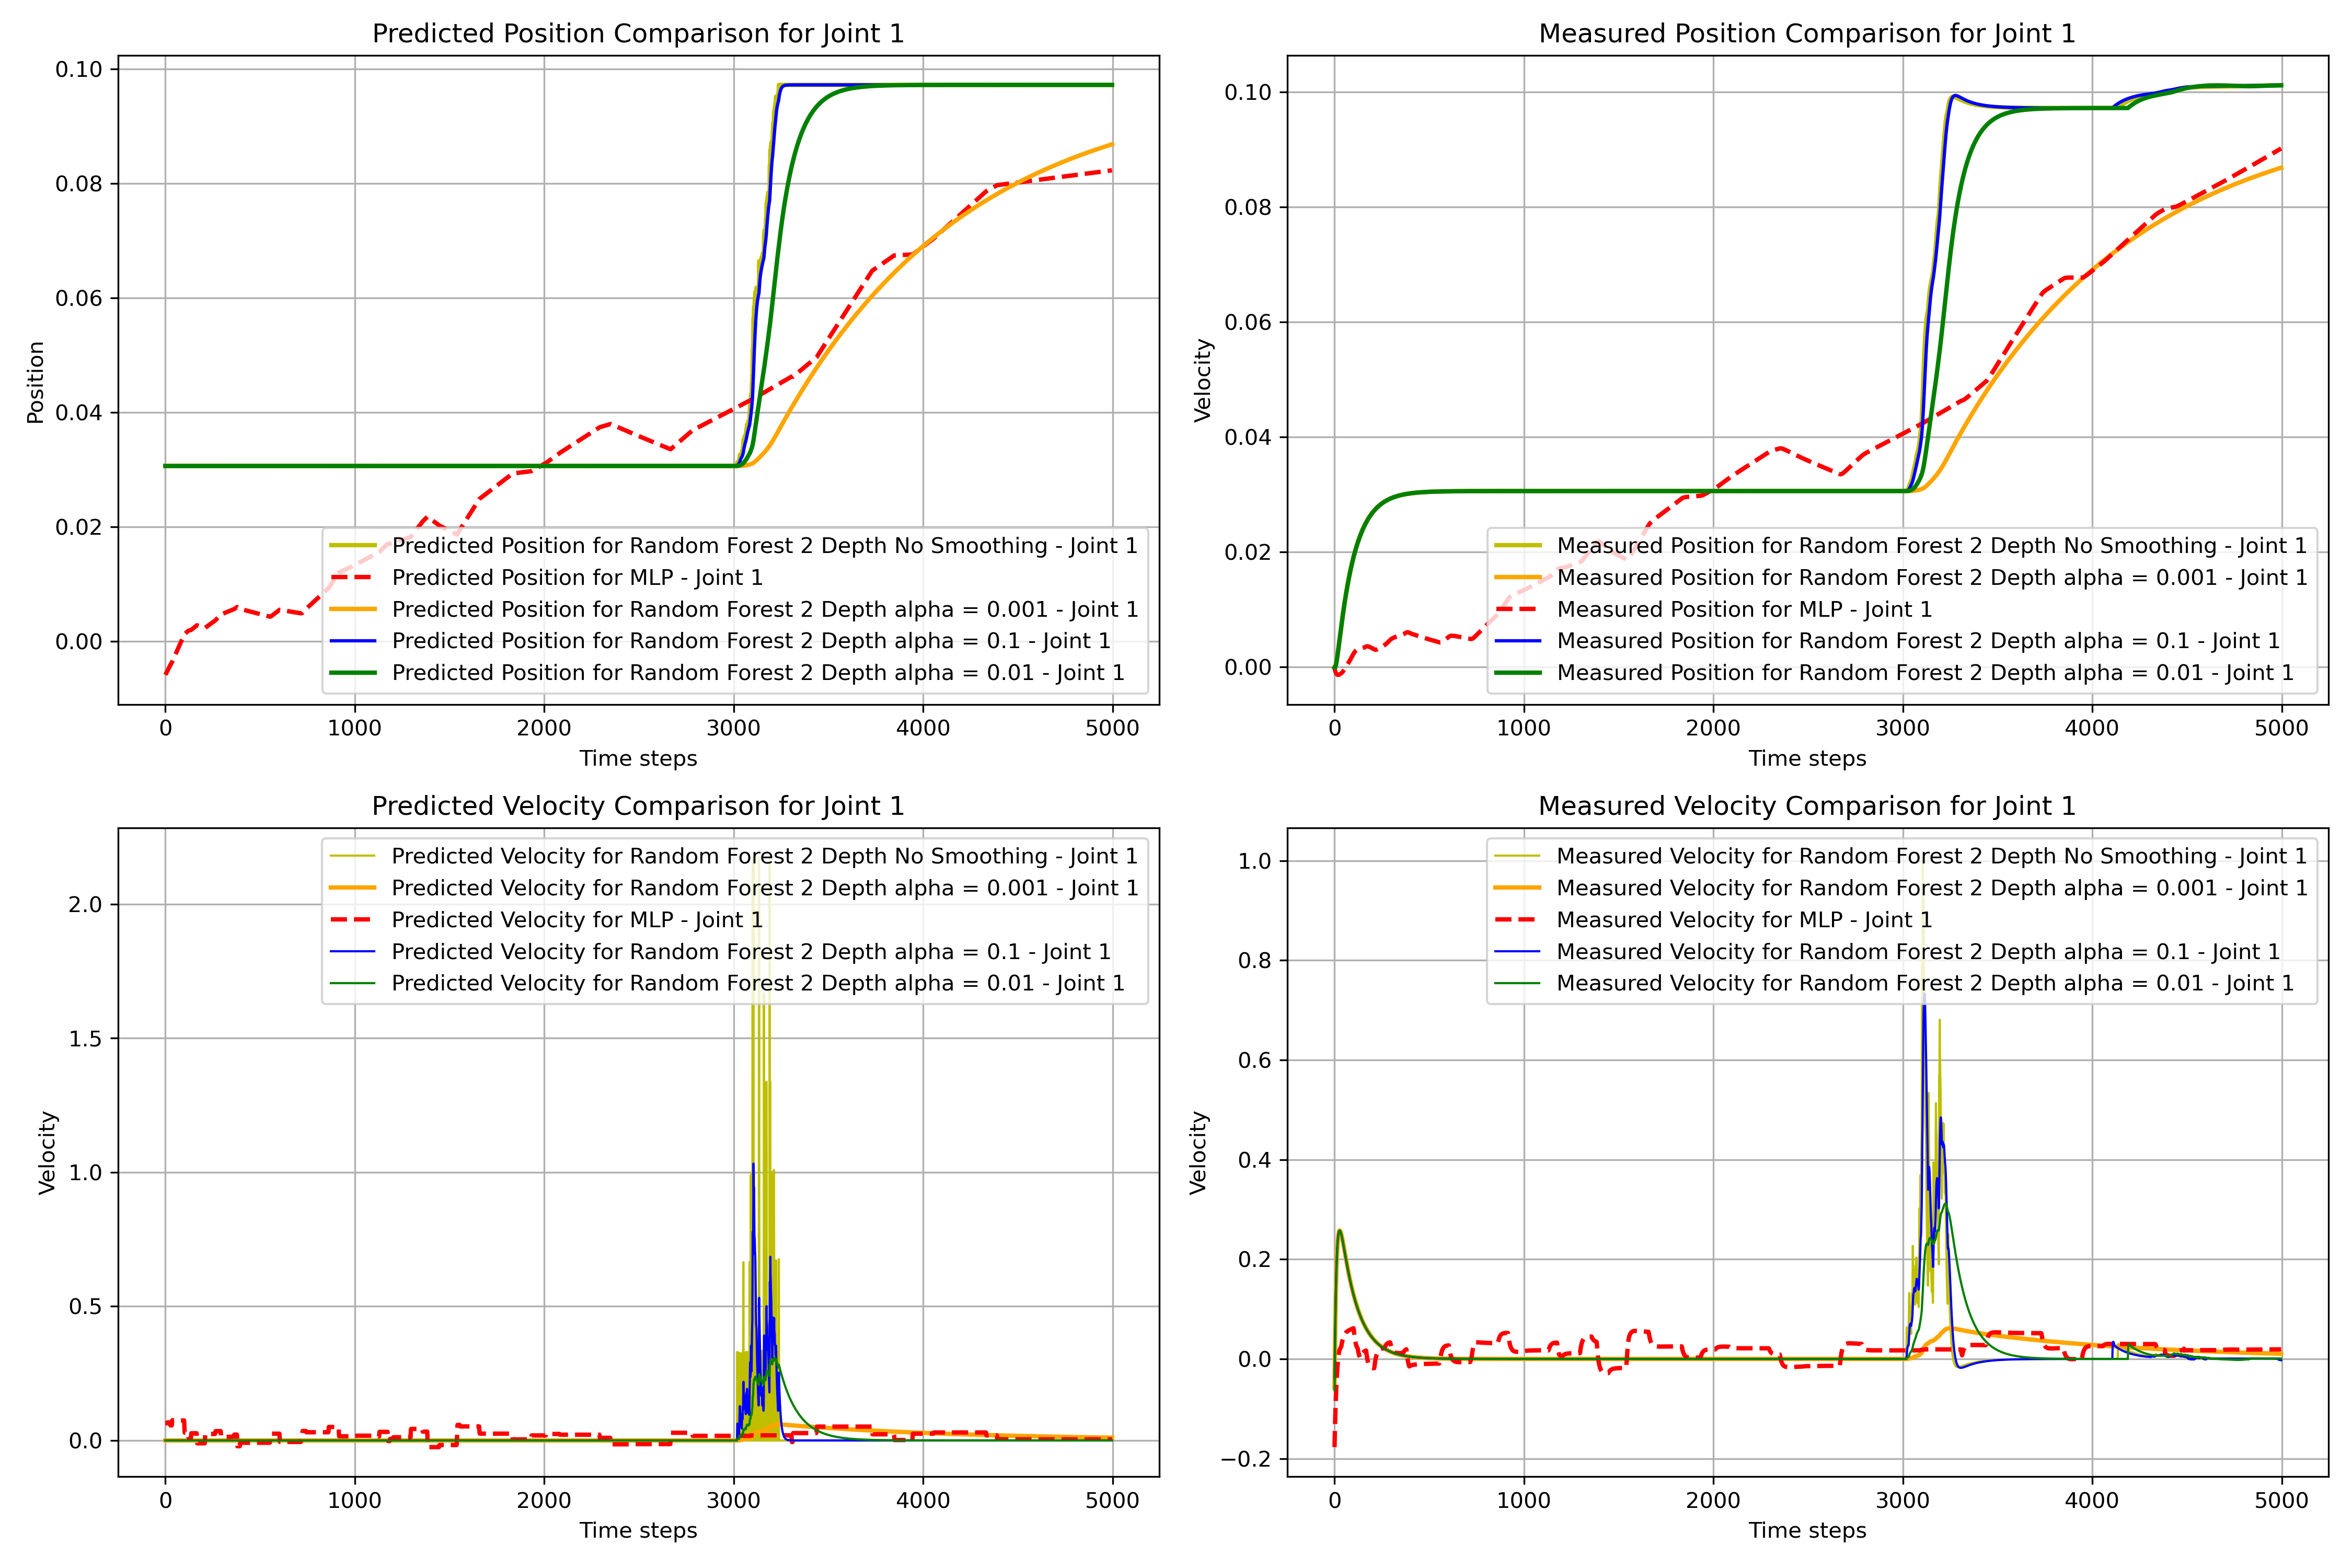 Predicted Position Comparison for Joint 1
Position
0.10
0.08
0.06
0.04
0.02
0.00
Predicted Position for Random Forest 2 Depth No Smoothing - Joint 1
Predicted Position for MLP - Joint 1
Predicted Position for Random Forest 2 Depth alpha = 0.001 - Joint 1
Predicted Position for Random Forest 2 Depth alpha = 0.1 - Joint 1
Predicted Position for Random Forest 2 Depth alpha = 0.01 - Joint 1
0 1000 2000 3000 4000 5000
Time steps
Measured Position Comparison for Joint 1
Velocity
0.10
0.08
0.06
0.04
0.02
0.00
Measured Position for Random Forest 2 Depth No Smoothing - Joint 1
Measured Position for Random Forest 2 Depth alpha = 0.001 - Joint 1
Measured Position for MLP - Joint 1
Measured Position for Random Forest 2 Depth alpha = 0.1 - Joint 1
Measured Position for Random Forest 2 Depth alpha = 0.01 - Joint 1
0 1000 2000 3000 4000 5000
Time steps
Predicted Velocity Comparison for Joint 1
Velocity
2.0
1.5
1.0
0.5
0.0
Predicted Velocity for Random Forest 2 Depth No Smoothing - Joint 1
Predicted Velocity for Random Forest 2 Depth alpha = 0.001 - Joint 1
Predicted Velocity for MLP - Joint 1
Predicted Velocity for Random Forest 2 Depth alpha = 0.1 - Joint 1
Predicted Velocity for Random Forest 2 Depth alpha = 0.01 - Joint 1
0 1000 2000 3000 4000 5000
Time steps
Measured Velocity Comparison for Joint 1
Velocity
1.0
0.8
0.6
0.4
0.2
0.0
−0.2
Measured Velocity for Random Forest 2 Depth No Smoothing - Joint 1
Measured Velocity for Random Forest 2 Depth alpha = 0.001 - Joint 1
Measured Velocity for MLP - Joint 1
Measured Velocity for Random Forest 2 Depth alpha = 0.1 - Joint 1
Measured Velocity for Random Forest 2 Depth alpha = 0.01 - Joint 1
0 1000 2000 3000 4000 5000
Time steps